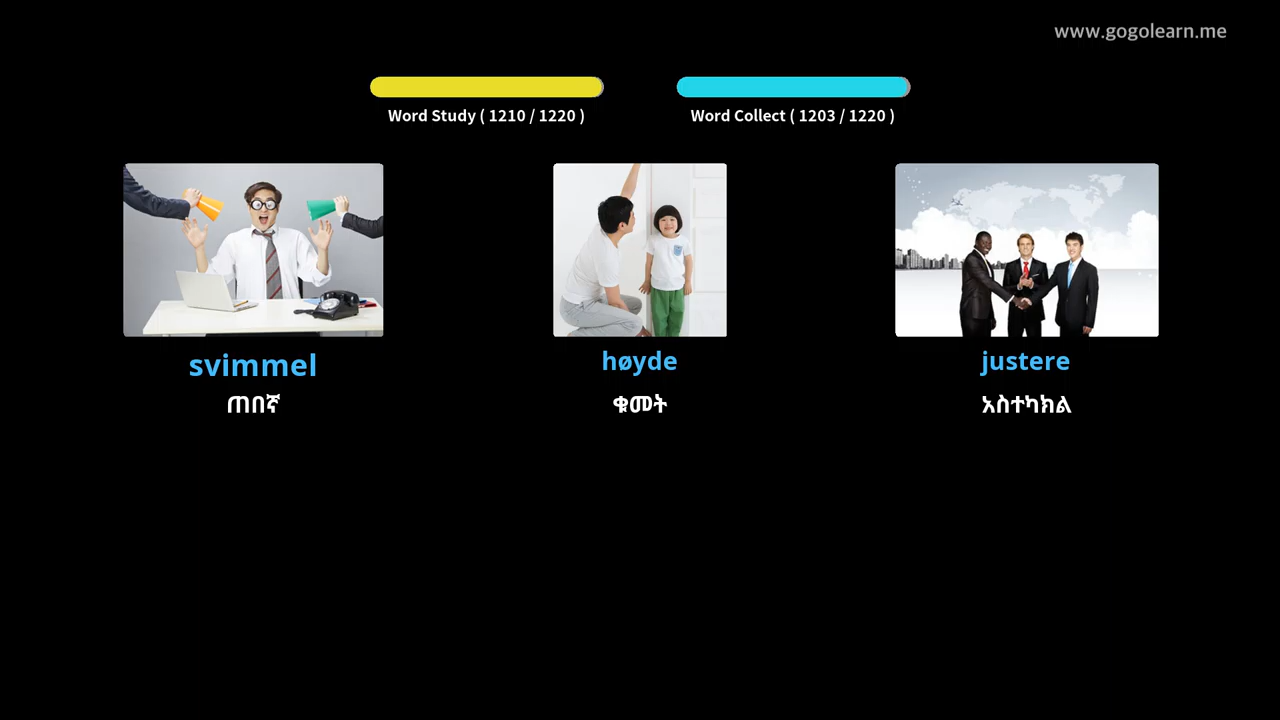 www.gogolearn.me
Word Study ( 1210 / 1220 )
Word Collect ( 1203 / 1220 )
svimmel
høyde
justere
ጠበኛ
ቁመት
አስተካክል